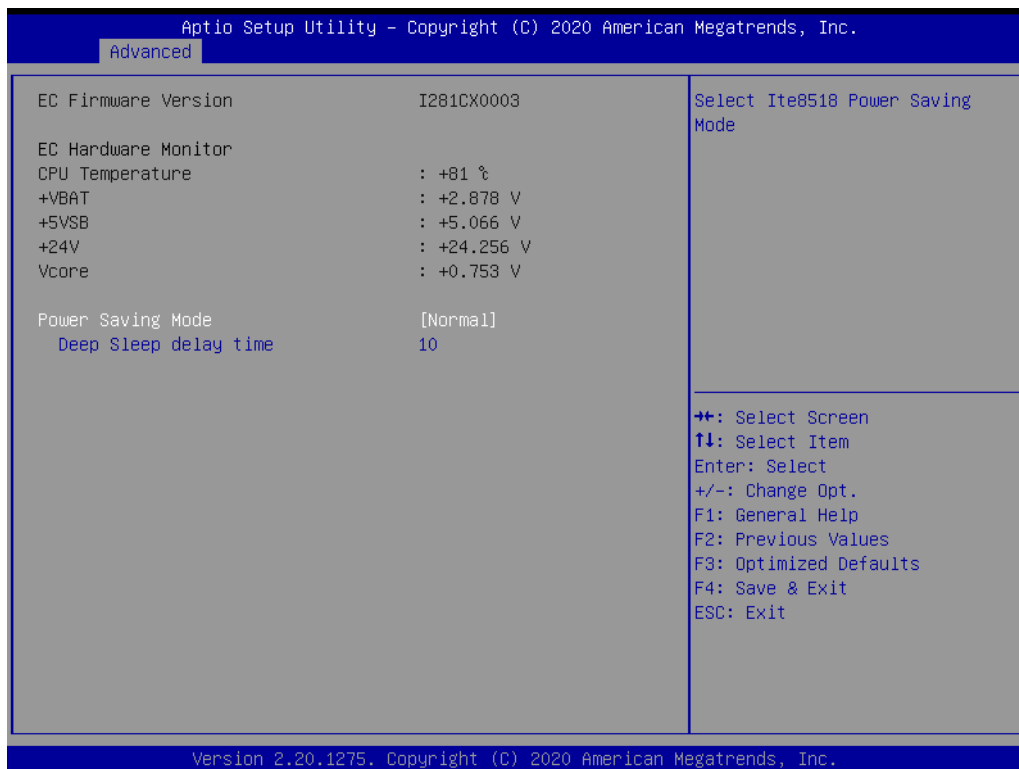 Aptio Setup Utility – Copyright (C) 2020 American Megatrends, Inc.
Advanced
EC Firmware Version I281CX0003
EC Hardware Monitor
CPU Temperature : +81 ℃
+VBAT : +2.878 V
+5VSB : +5.066 V
+24V : +24.256 V
Vcore : +0.753 V
Power Saving Mode [Normal]
Deep Sleep delay time 10
Select Ite8518 Power Saving
Mode
→←: Select Screen
↑↓: Select Item
Enter: Select
+/-: Change Opt.
F1: General Help
F2: Previous Values
F3: Optimized Defaults
F4: Save & Exit
ESC: Exit
Version 2.20.1275. Copyright (C) 2020 American Megatrends, Inc.